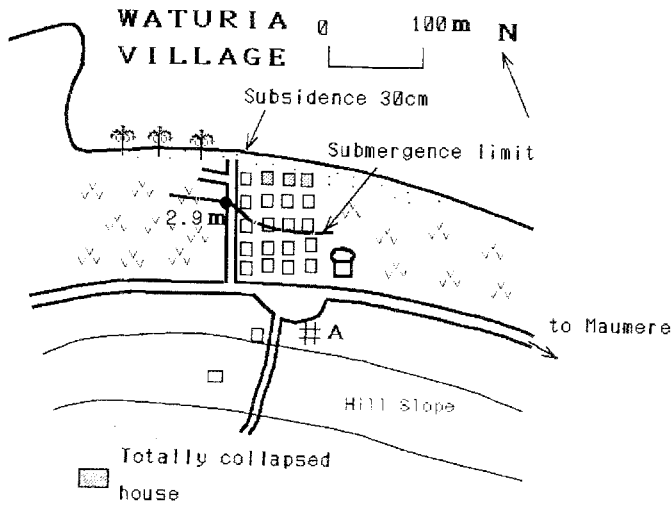 WATURIA
VILLAGE
0 100m
N
Subsidence 30cm
Submergence limit
2.9m
to Maumere
A
Hill Slope
Totally collapsed
house